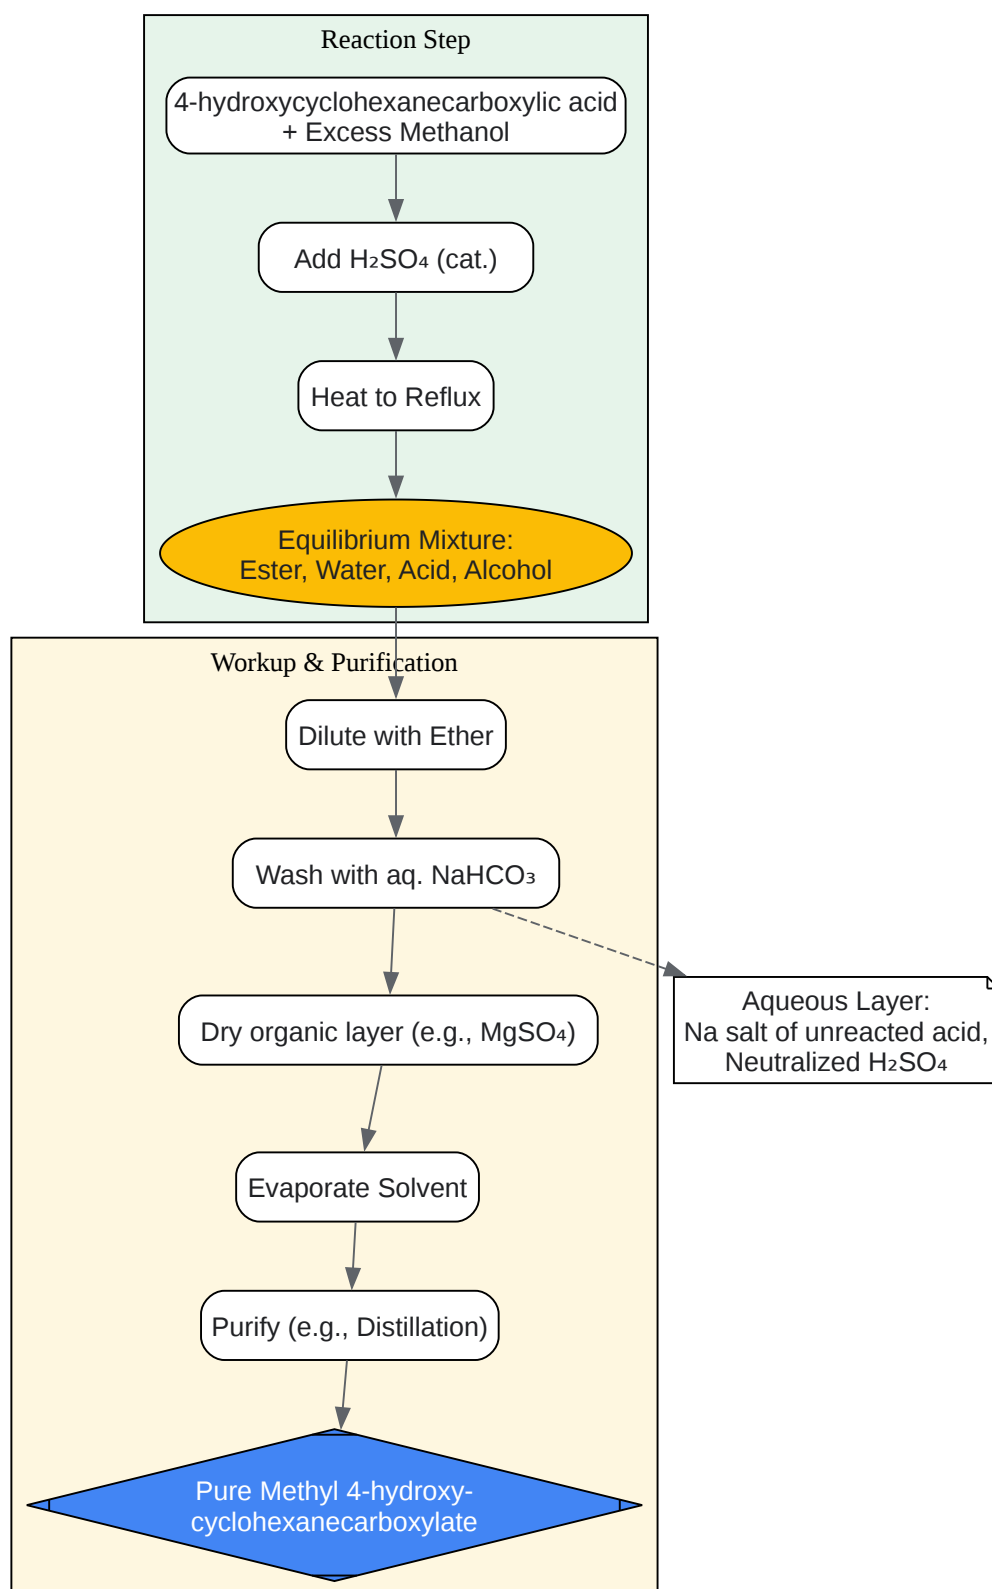 Reaction Step
4-hydroxycyclohexanecarboxylic acid
+ Excess Methanol
Add H₂SO₄ (cat.)
Heat to Reflux
Equilibrium Mixture:
Ester, Water, Acid, Alcohol
Workup & Purification
Dilute with Ether
Wash with aq. NaHCO₃
Aqueous Layer:
Na salt of unreacted acid,
Neutralized H₂SO₄
Dry organic layer (e.g., MgSO₄)
Evaporate Solvent
Purify (e.g., Distillation)
Pure Methyl 4-hydroxy-
cyclohexanecarboxylate